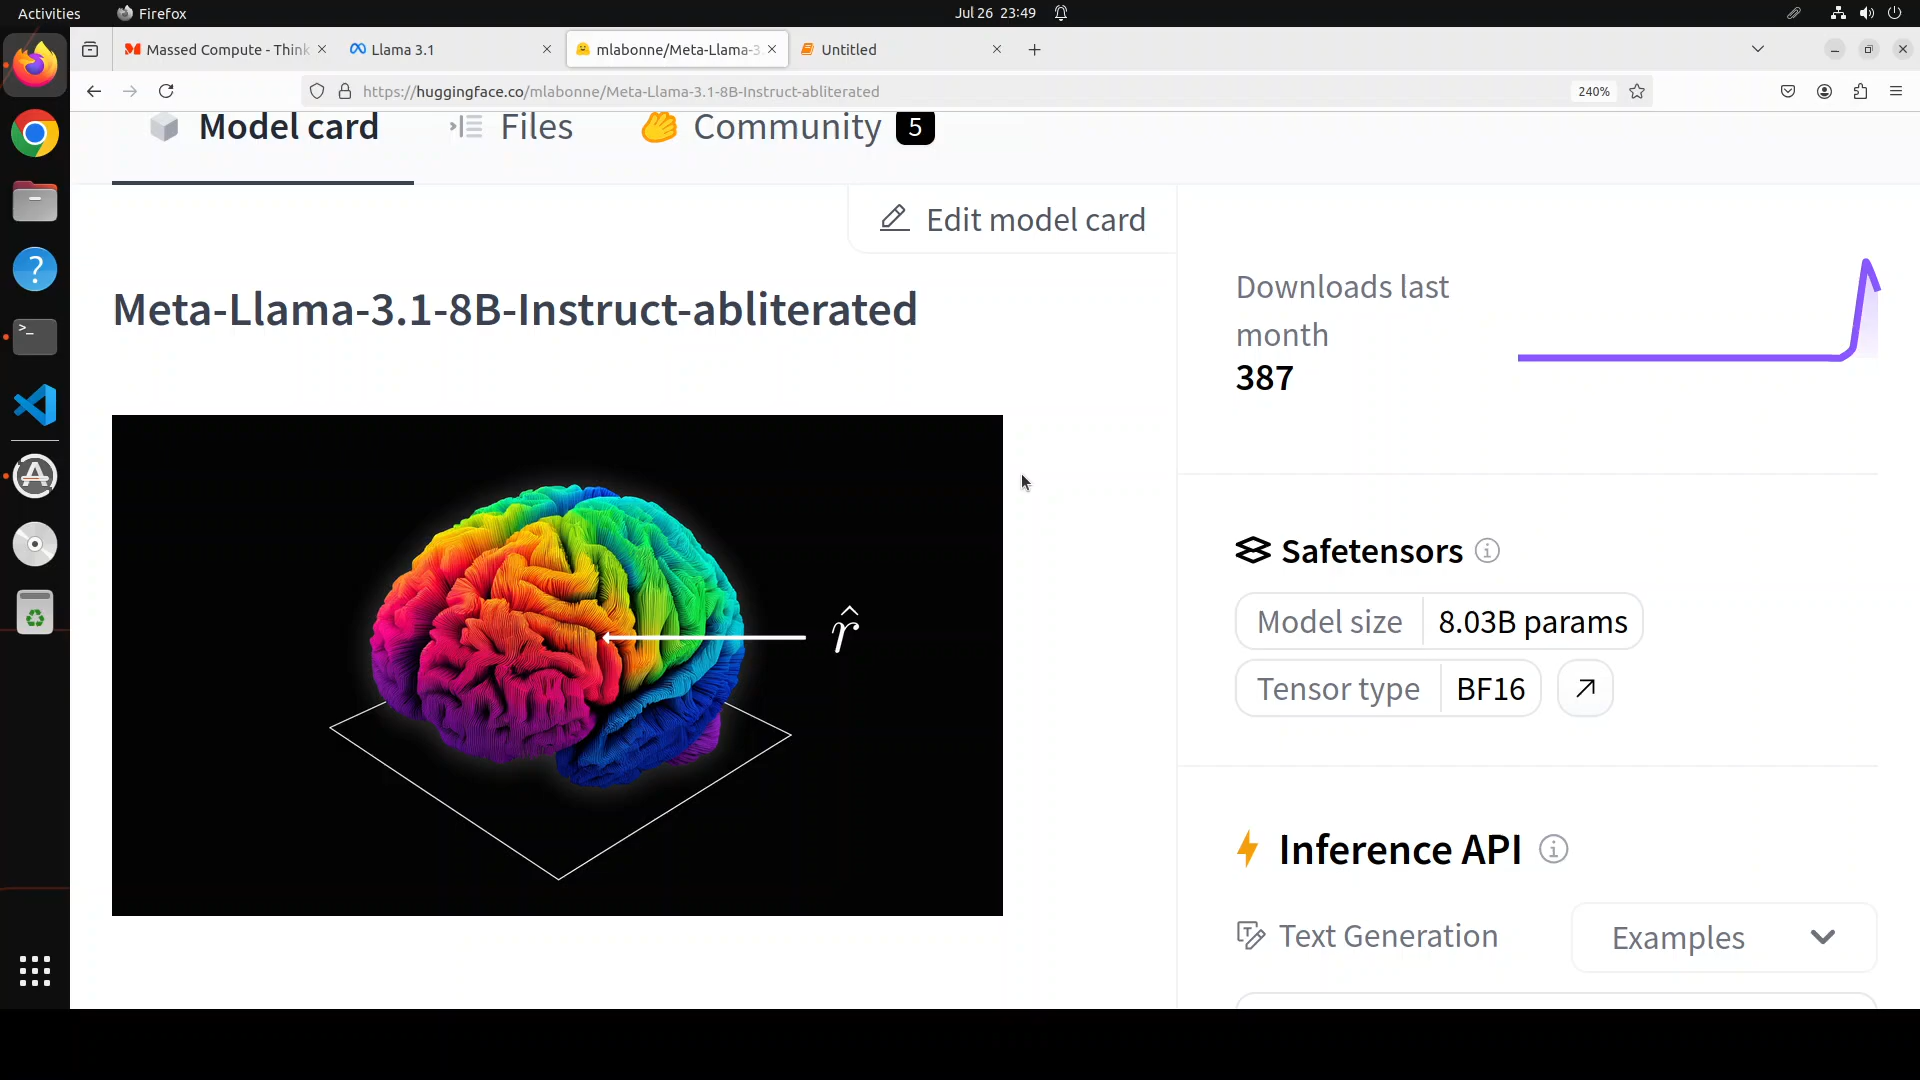 Activities
Firefox
Jul 26 23:49
Massed Compute - Think
Llama 3.1
mlabonne/Meta-Llama-3
Untitled
https://huggingface.co/mlabonne/Meta-Llama-3.1-8B-Instruct-abliterated
240%
Model card
Files
Community 5
Edit model card
Meta-Llama-3.1-8B-Instruct-abliterated
r̂
Downloads last
month
387
Safetensors
Model size 8.03B params
Tensor type BF16
Inference API
Text Generation
Examples